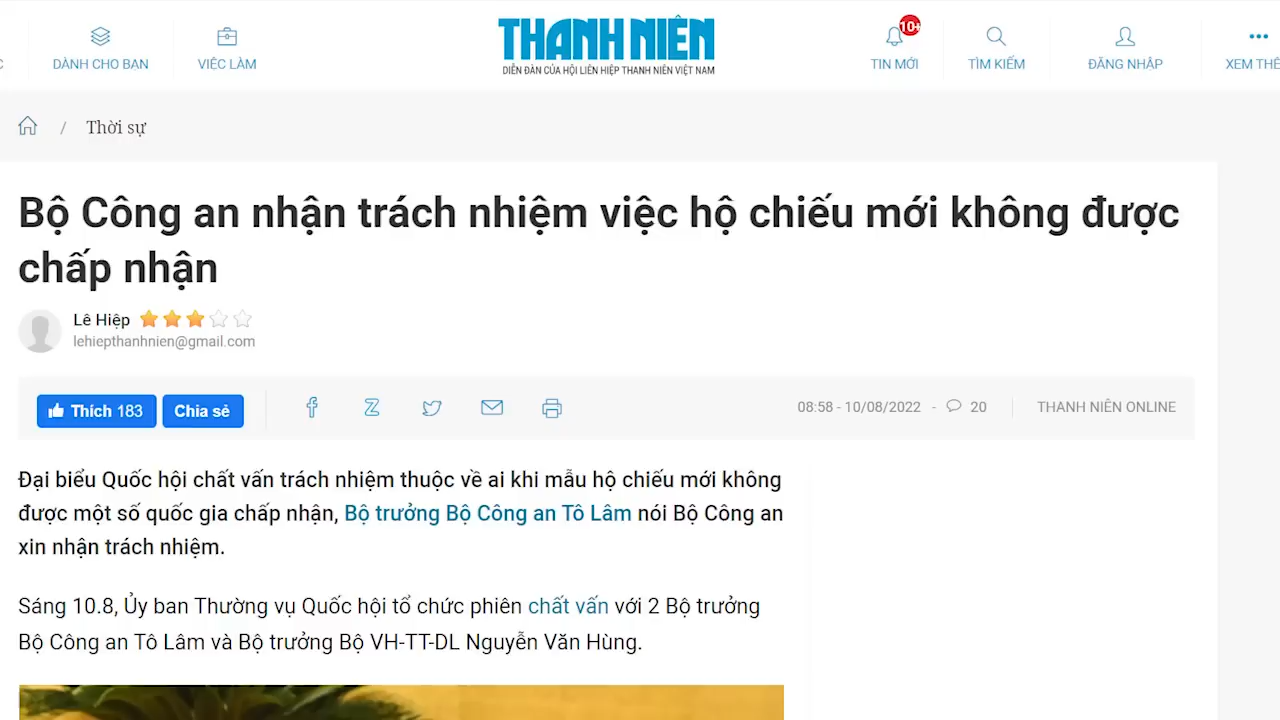 DÀNH CHO BẠN
VIỆC LÀM
THANH NIÊN
DIỄN ĐÀN CỦA HỘI LIÊN HIỆP THANH NIÊN VIỆT NAM
10+
TIN MỚI
TÌM KIẾM
ĐĂNG NHẬP
XEM THÊ
/ Thời sự
Bộ Công an nhận trách nhiệm việc hộ chiếu mới không được
chấp nhận
Lê Hiệp
lehiepthanhnien@gmail.com
Thích 183
Chia sẻ
08:58 - 10/08/2022 - 20
THANH NIÊN ONLINE
Đại biểu Quốc hội chất vấn trách nhiệm thuộc về ai khi mẫu hộ chiếu mới không
được một số quốc gia chấp nhận, Bộ trưởng Bộ Công an Tô Lâm nói Bộ Công an
xin nhận trách nhiệm.
Sáng 10.8, Ủy ban Thường vụ Quốc hội tổ chức phiên chất vấn với 2 Bộ trưởng
Bộ Công an Tô Lâm và Bộ trưởng Bộ VH-TT-DL Nguyễn Văn Hùng.